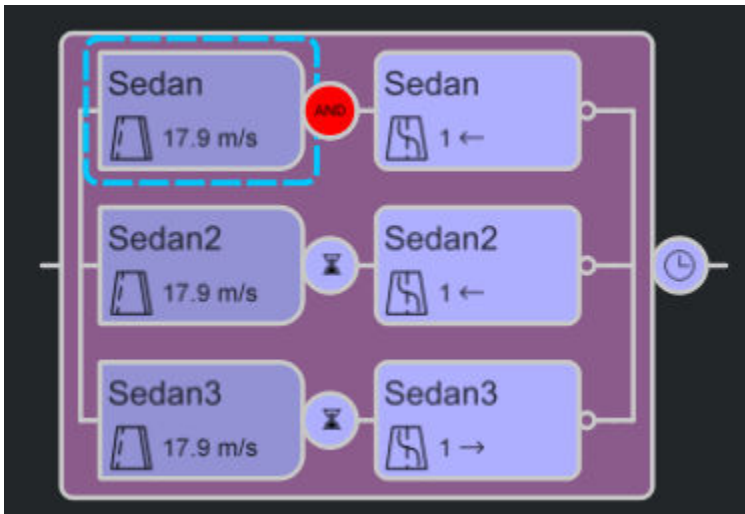 Sedan
17.9 m/s
AND
Sedan
1 ←
Sedan2
17.9 m/s
Sedan2
1 ←
Sedan3
17.9 m/s
Sedan3
1 →